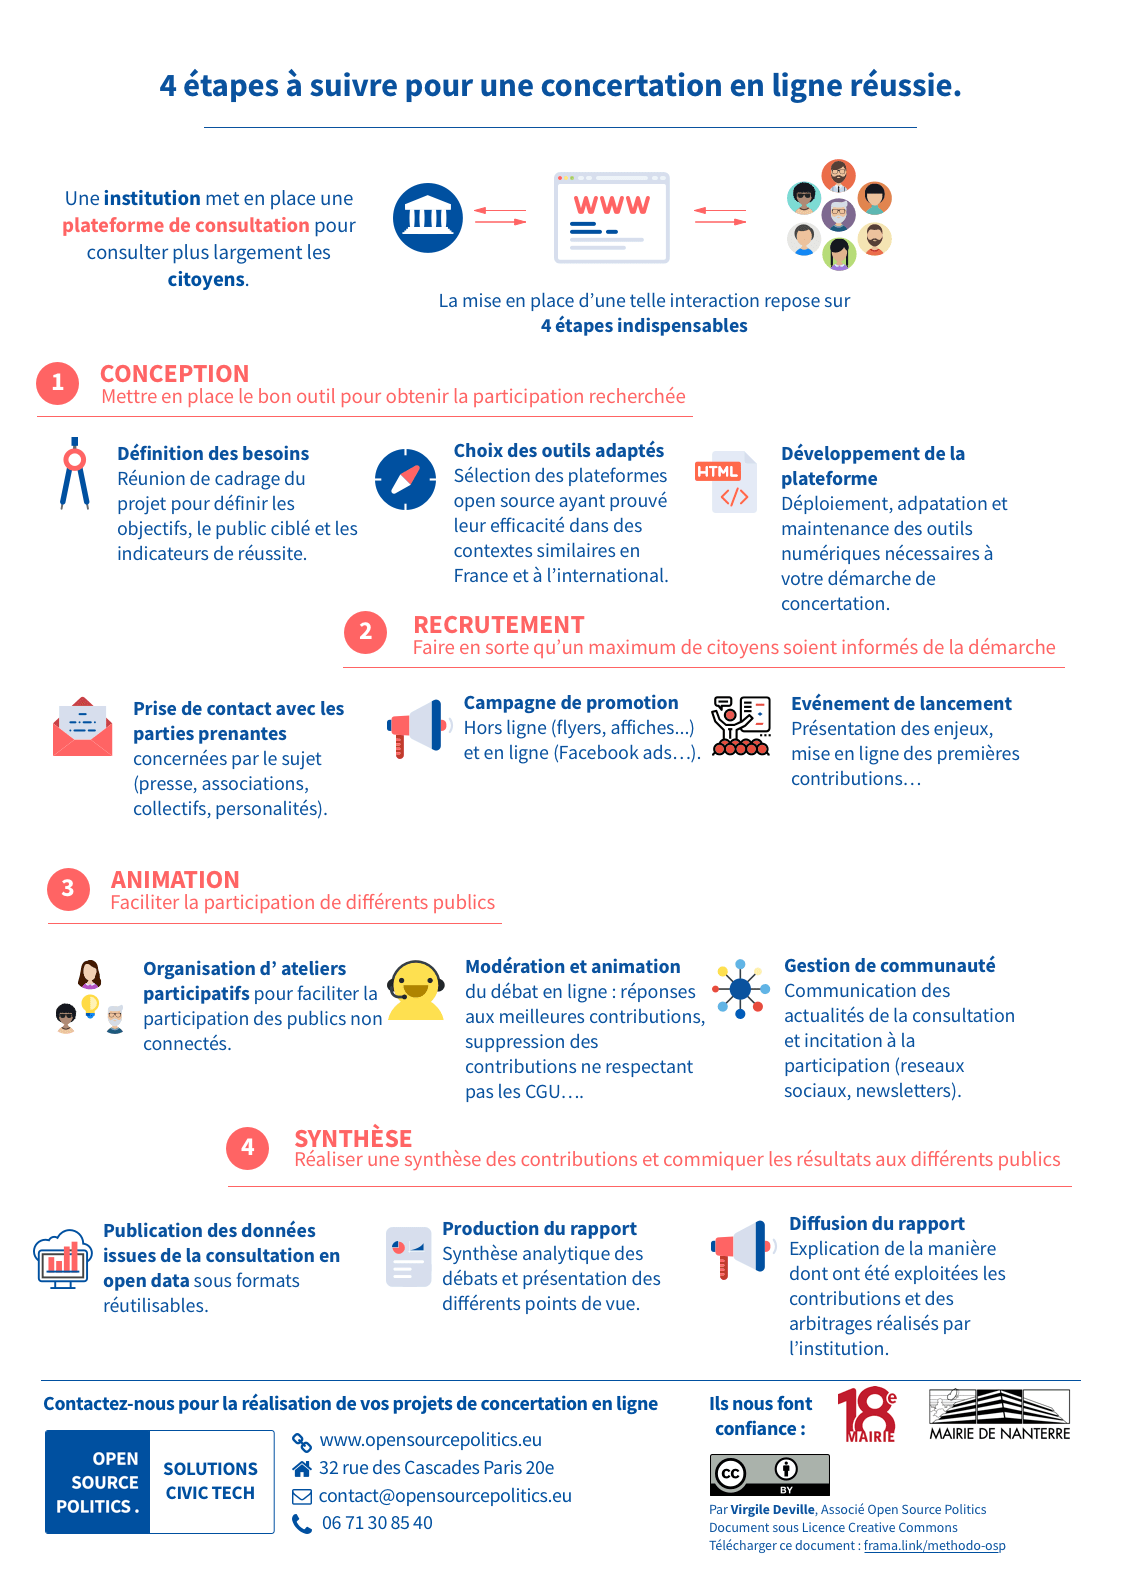 4 étapes à suivre pour une concertation en ligne réussie.
Une institution met en place une
plateforme de consultation pour
consulter plus largement les
citoyens.
WWW
La mise en place d’une telle interaction repose sur
4 étapes indispensables
1
CONCEPTION
Mettre en place le bon outil pour obtenir la participation recherchée
Définition des besoins
Réunion de cadrage du
projet pour définir les
objectifs, le public ciblé et les
indicateurs de réussite.
Choix des outils adaptés
Sélection des plateformes
open source ayant prouvé
leur efficacité dans des
contextes similaires en
France et à l’international.
HTML
</>
Développement de la
plateforme
Déploiement, adpatation et
maintenance des outils
numériques nécessaires à
votre démarche de
concertation.
2
RECRUTEMENT
Faire en sorte qu’un maximum de citoyens soient informés de la démarche
Prise de contact avec les
parties prenantes
concernées par le sujet
(presse, associations,
collectifs, personalités).
Campagne de promotion
Hors ligne (flyers, affiches...)
et en ligne (Facebook ads…).
Evénement de lancement
Présentation des enjeux,
mise en ligne des premières
contributions…
3
ANIMATION
Faciliter la participation de différents publics
Organisation d’ ateliers
participatifs pour faciliter la
participation des publics non
connectés.
Modération et animation
du débat en ligne : réponses
aux meilleures contributions,
suppression des
contributions ne respectant
pas les CGU….
Gestion de communauté
Communication des
actualités de la consultation
et incitation à la
participation (reseaux
sociaux, newsletters).
4
SYNTHÈSE
Réaliser une synthèse des contributions et commiquer les résultats aux différents publics
Publication des données
issues de la consultation en
open data sous formats
réutilisables.
Production du rapport
Synthèse analytique des
débats et présentation des
différents points de vue.
Diffusion du rapport
Explication de la manière
dont ont été exploitées les
contributions et des
arbitrages réalisés par
l’institution.
Contactez-nous pour la réalisation de vos projets de concertation en ligne
OPEN
SOURCE
POLITICS .
SOLUTIONS
CIVIC TECH
www.opensourcepolitics.eu
32 rue des Cascades Paris 20e
contact@opensourcepolitics.eu
06 71 30 85 40
Ils nous font
confiance :
18e
MAIRIE
MAIRIE DE NANTERRE
cc
BY
Par Virgile Deville, Associé Open Source Politics
Document sous Licence Creative Commons
Télécharger ce document : frama.link/methodo-osp